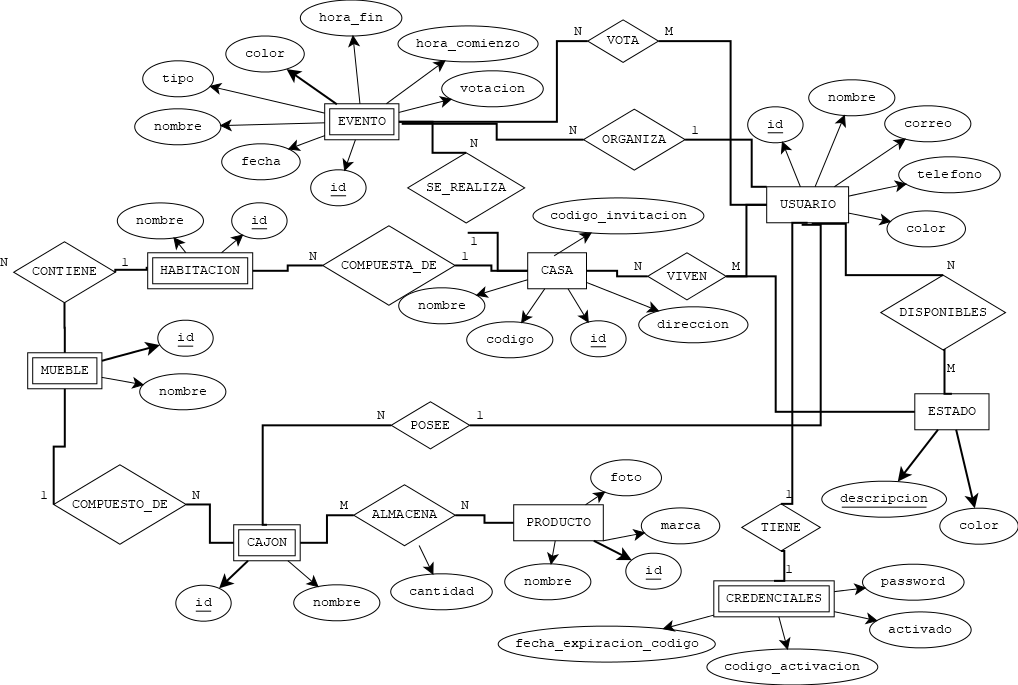 hora_fin
hora_comienzo
color
tipo
votacion
nombre
EVENTO
fecha
id
N
VOTA
M
N
ORGANIZA
1
N
SE_REALIZA
1
id
nombre
correo
telefono
USUARIO
color
nombre
id
codigo_invitacion
N
CONTIENE
1
HABITACION
N
COMPUESTA_DE
1
CASA
N
VIVEN
M
nombre
codigo
id
direccion
N
DISPONIBLES
M
id
MUEBLE
nombre
N
POSEE
1
ESTADO
descripcion
color
1
COMPUESTO_DE
N
M
ALMACENA
N
foto
PRODUCTO
marca
nombre
id
cantidad
CAJON
id
nombre
1
TIENE
1
CREDENCIALES
password
activado
fecha_expiracion_codigo
codigo_activacion